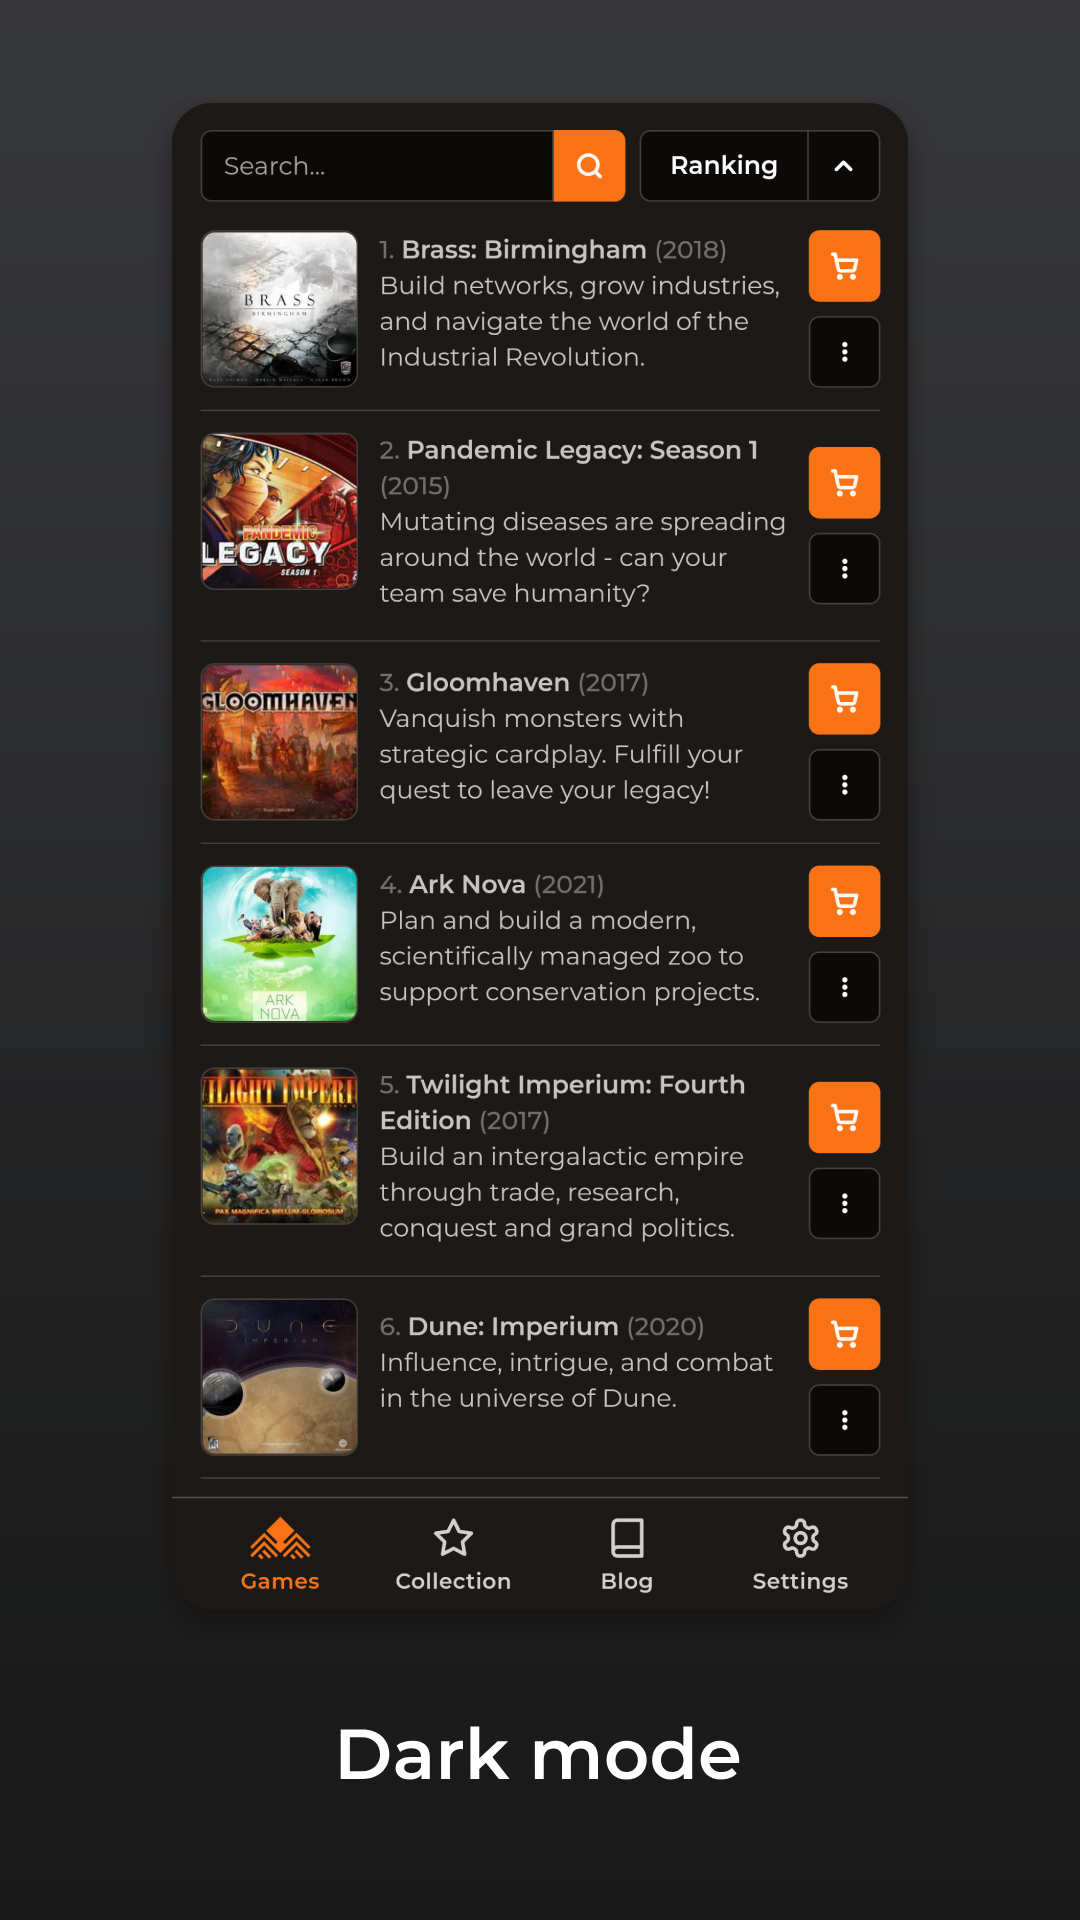 Search...
Ranking
BRASS
BIRMINGHAM
1. Brass: Birmingham (2018)
Build networks, grow industries,
and navigate the world of the
Industrial Revolution.
PANDEMIC
LEGACY
SEASON 1
2. Pandemic Legacy: Season 1
(2015)
Mutating diseases are spreading
around the world - can your
team save humanity?
GLOOMHAVEN
3. Gloomhaven (2017)
Vanquish monsters with
strategic cardplay. Fulfill your
quest to leave your legacy!
ARK
NOVA
4. Ark Nova (2021)
Plan and build a modern,
scientifically managed zoo to
support conservation projects.
ILIGHT IMPERI
PAX MAGNIFICA BELLUM GLORIOSUM
5. Twilight Imperium: Fourth
Edition (2017)
Build an intergalactic empire
through trade, research,
conquest and grand politics.
DUNE
IMPERIUM
6. Dune: Imperium (2020)
Influence, intrigue, and combat
in the universe of Dune.
Games
Collection
Blog
Settings
Dark mode